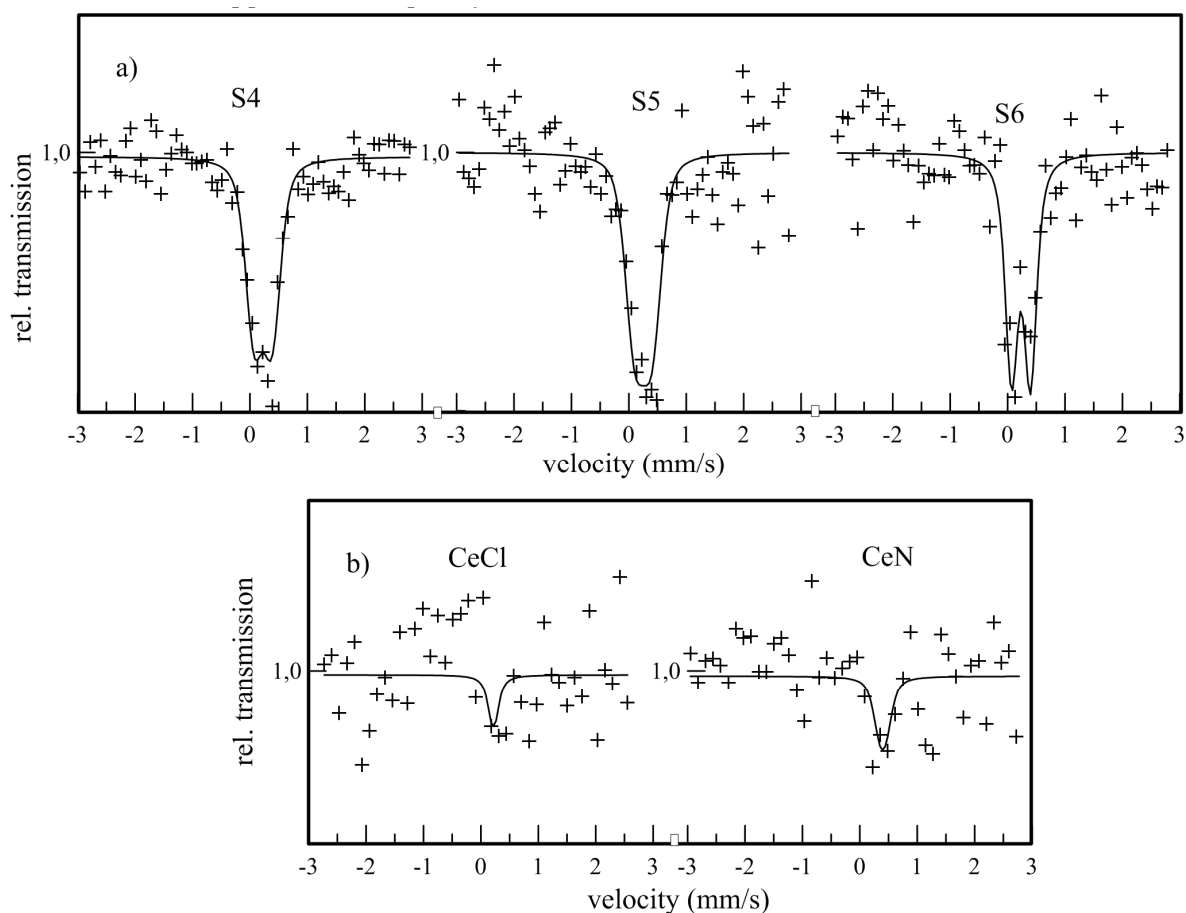 a)
S4 S5 S6
1,0 1,0
rel. transmission
-3 -2 -1 0 1 2 3 -3 -2 -1 0 1 2 3 -3 -2 -1 0 1 2 3
velocity (mm/s)
b) CeCl CeN
1,0 1,0
rel. transmission
-3 -2 -1 0 1 2 3 -3 -2 -1 0 1 2 3
velocity (mm/s)